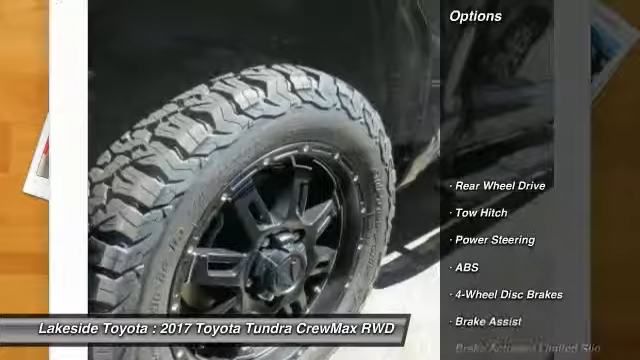 Options
· Rear Wheel Drive
· Tow Hitch
· Power Steering
· ABS
· 4-Wheel Disc Brakes
· Brake Assist
Lakeside Toyota : 2017 Toyota Tundra CrewMax RWD